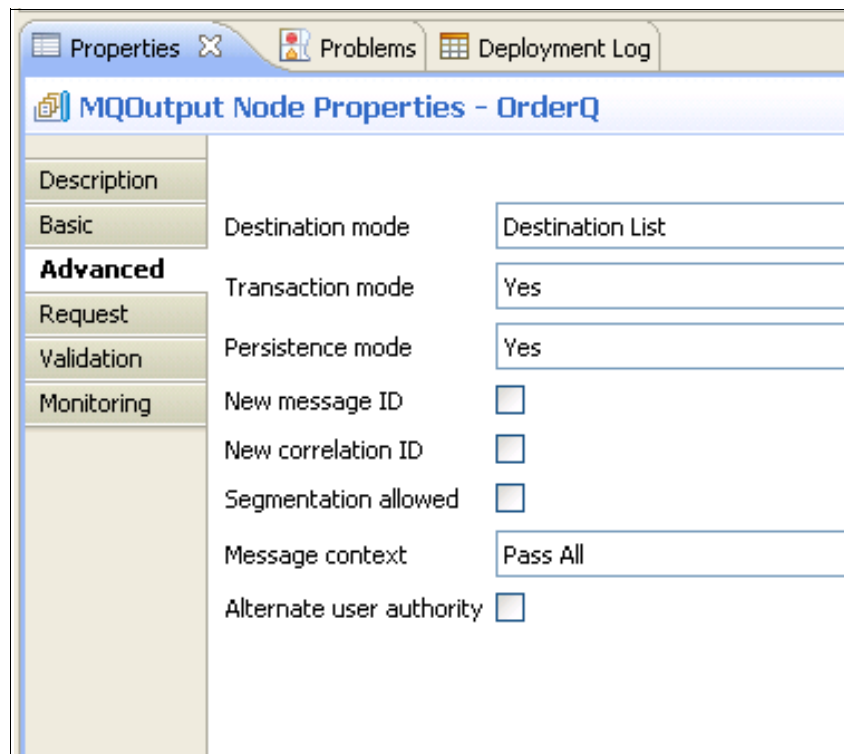 Properties Problems Deployment Log
MQOutput Node Properties - OrderQ
Description
Basic
Advanced
Request
Validation
Monitoring
Destination mode Destination List
Transaction mode Yes
Persistence mode Yes
New message ID
New correlation ID
Segmentation allowed
Message context Pass All
Alternate user authority